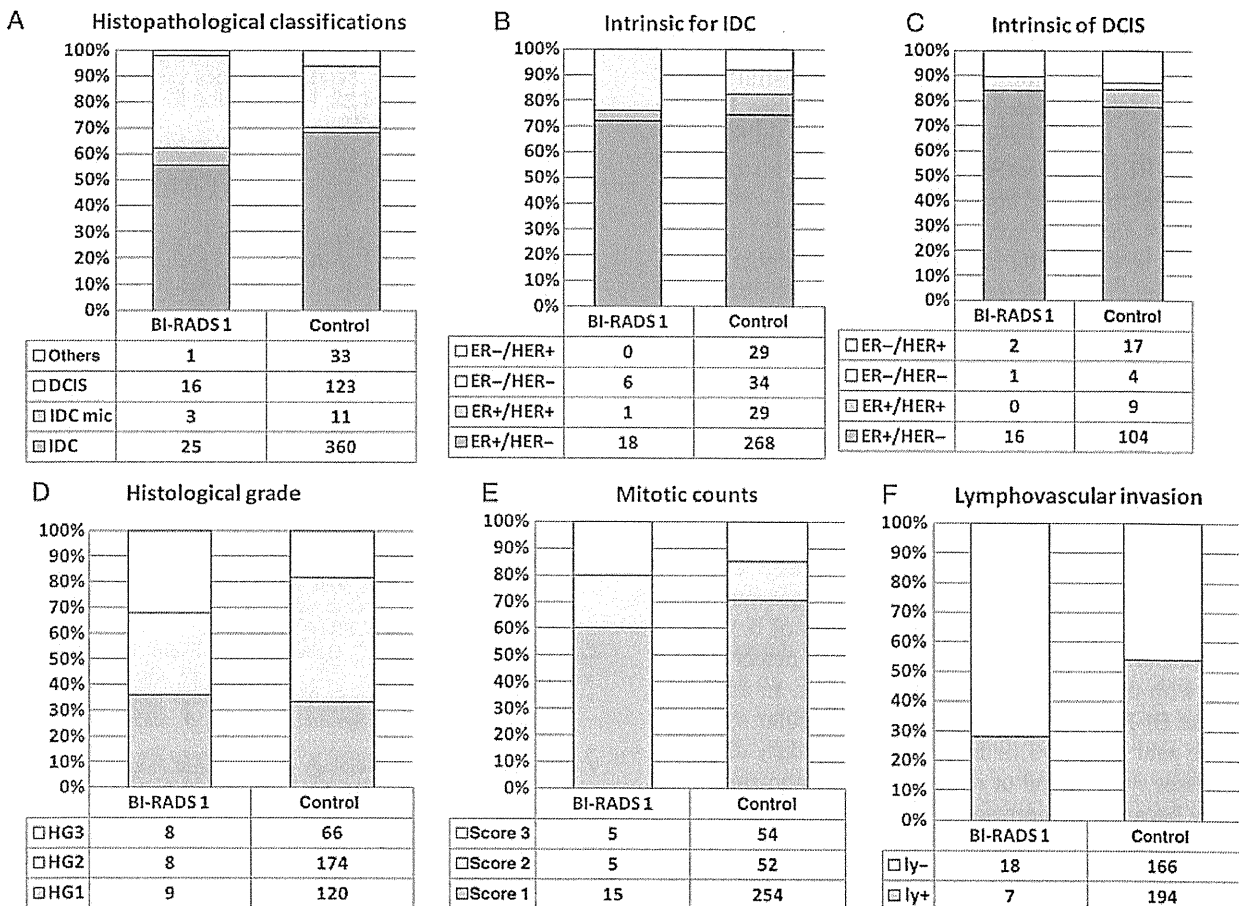 A Histopathological classifications
100%
90%
80%
70%
60%
50%
40%
30%
20%
10%
0%
BI-RADS 1 Control
Others 1 33
DCIS 16 123
IDC mic 3 11
IDC 25 360
B Intrinsic for IDC
100%
90%
80%
70%
60%
50%
40%
30%
20%
10%
0%
BI-RADS 1 Control
ER−/HER+ 0 29
ER−/HER− 6 34
ER+/HER+ 1 29
ER+/HER− 18 268
C Intrinsic of DCIS
100%
90%
80%
70%
60%
50%
40%
30%
20%
10%
0%
BI-RADS 1 Control
ER−/HER+ 2 17
ER−/HER− 1 4
ER+/HER+ 0 9
ER+/HER− 16 104
D Histological grade
100%
90%
80%
70%
60%
50%
40%
30%
20%
10%
0%
BI-RADS 1 Control
HG3 8 66
HG2 8 174
HG1 9 120
E Mitotic counts
100%
90%
80%
70%
60%
50%
40%
30%
20%
10%
0%
BI-RADS 1 Control
Score 3 5 54
Score 2 5 52
Score 1 15 254
F Lymphovascular invasion
100%
90%
80%
70%
60%
50%
40%
30%
20%
10%
0%
BI-RADS 1 Control
ly− 18 166
ly+ 7 194